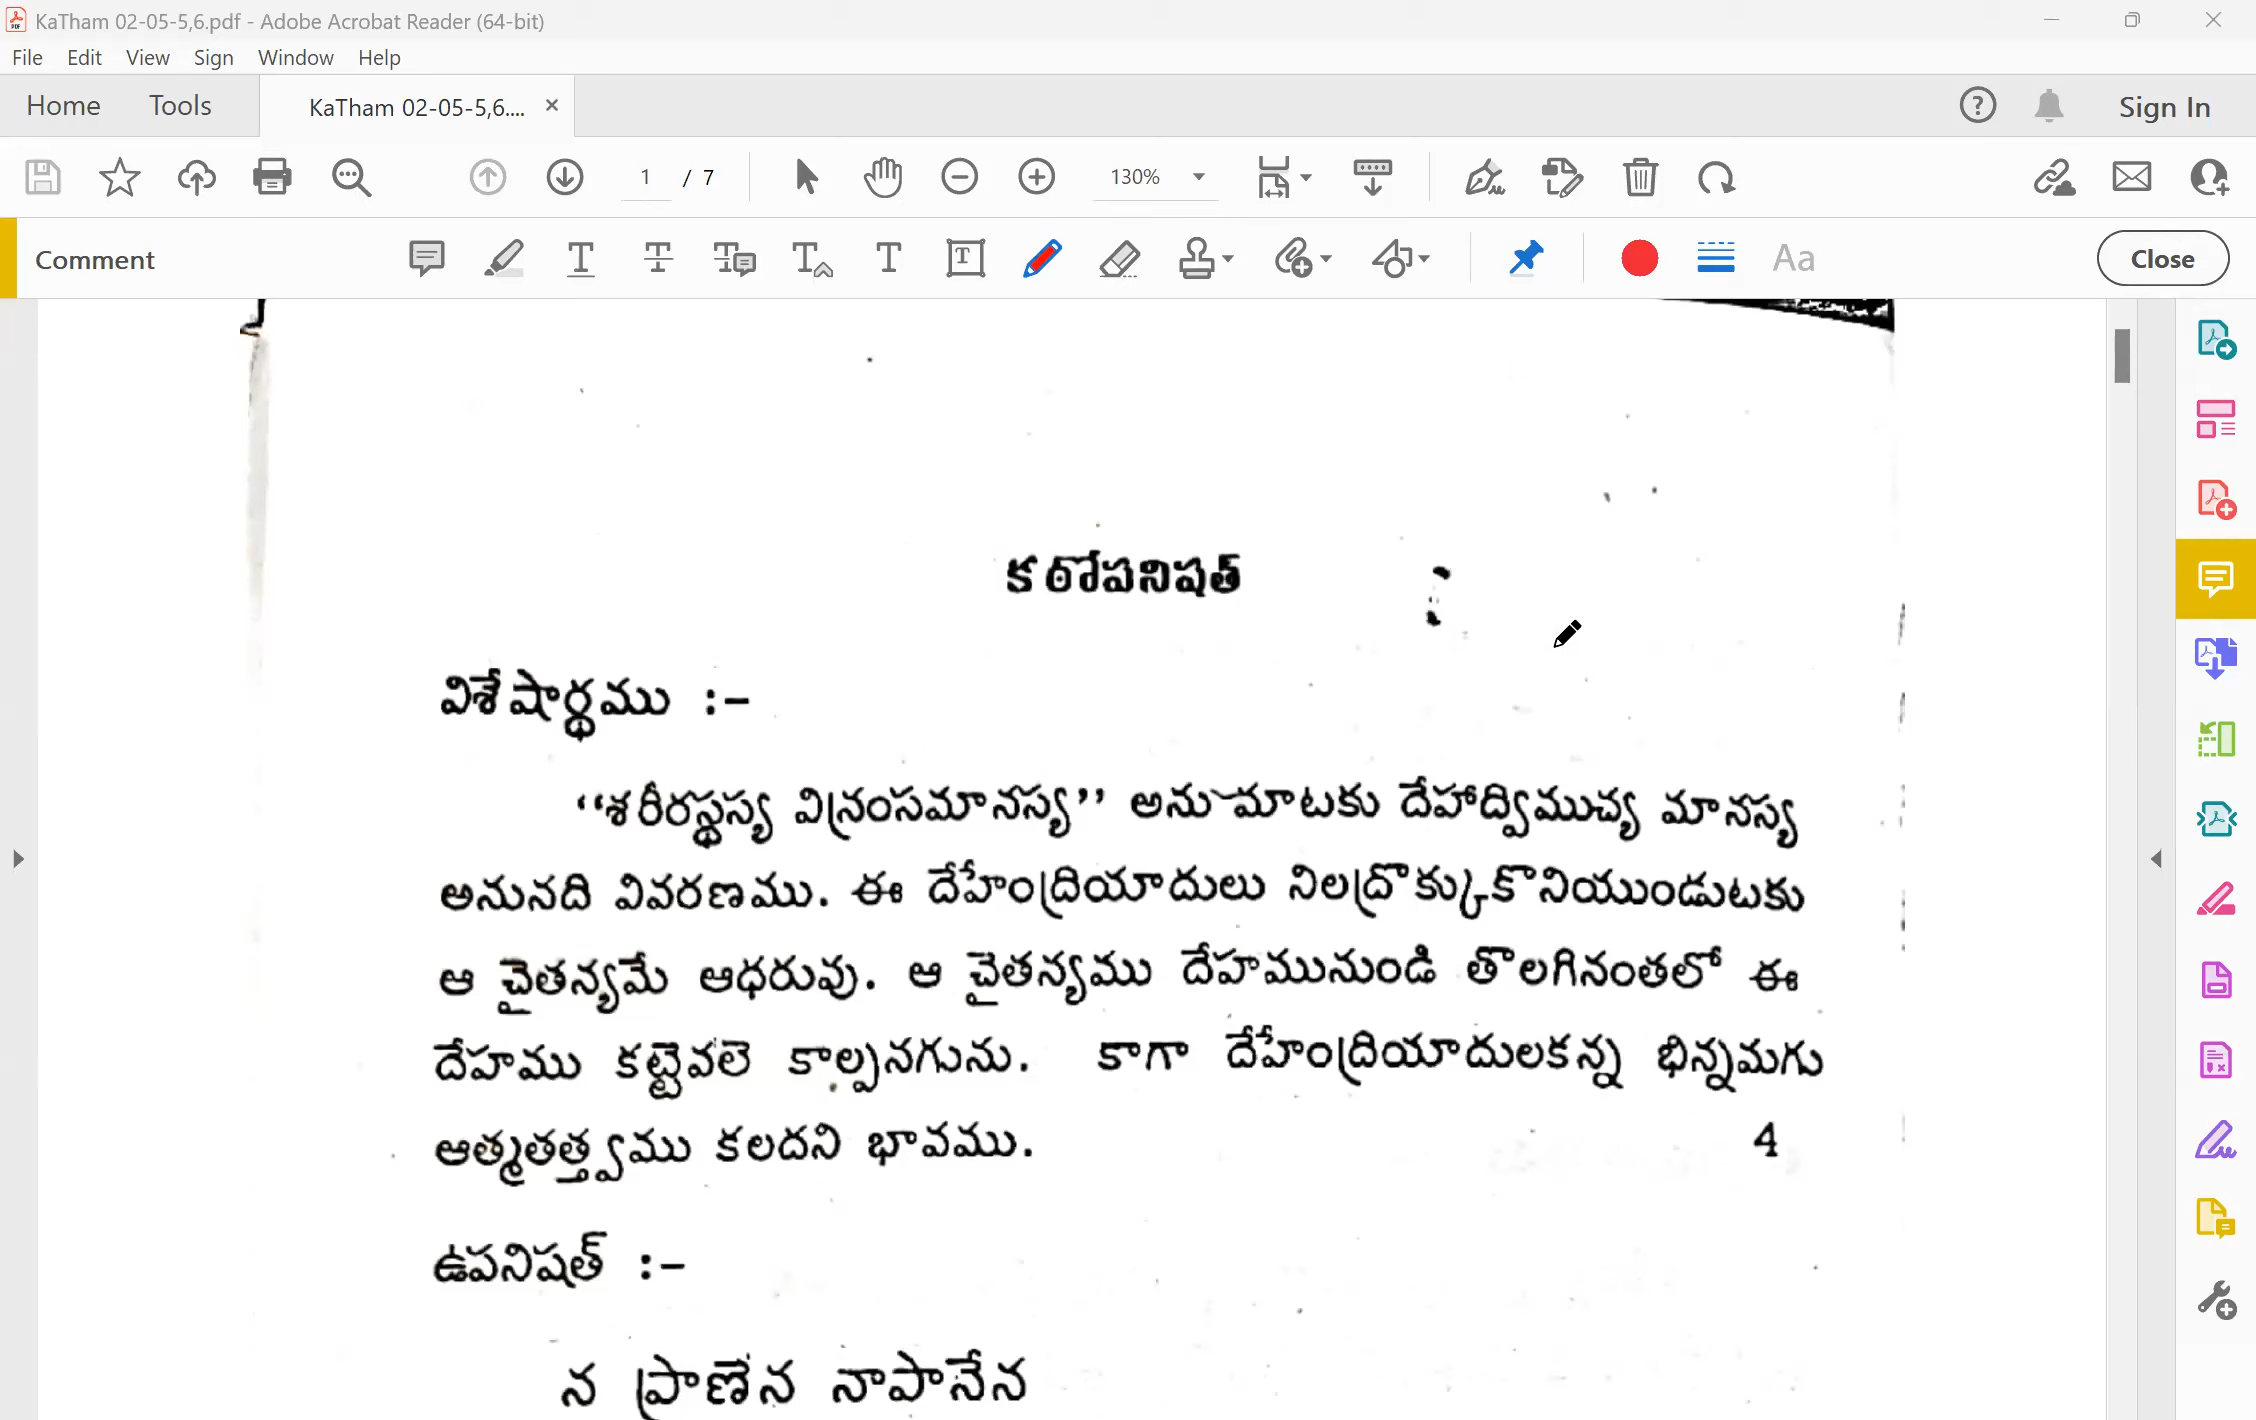 KaTham 02-05-5,6.pdf - Adobe Acrobat Reader (64-bit)
File Edit View Sign Window Help
Home Tools KaTham 02-05-5,6.... × Sign In
1 / 7 130%
Comment Aa Close
కఠోపనిషత్
విశేషార్థము :-
‘‘శరీరస్థస్య విస్రంసమానస్య’’ అను మాటకు దేహాద్విముచ్య మానస్య
అనునది వివరణము. ఈ దేహేంద్రియాదులు నిలద్రొక్కుకొనియుండుటకు
ఆ చైతన్యమే ఆధరువు. ఆ చైతన్యము దేహమునుండి తొలగినంతలో ఈ
దేహము కట్టెవలె కాల్పనగును. కాగా దేహేంద్రియాదులకన్న భిన్నమగు
ఆత్మతత్త్వము కలదని భావము. 4
ఉపనిషత్ :-
న ప్రాణేన నాపానేన